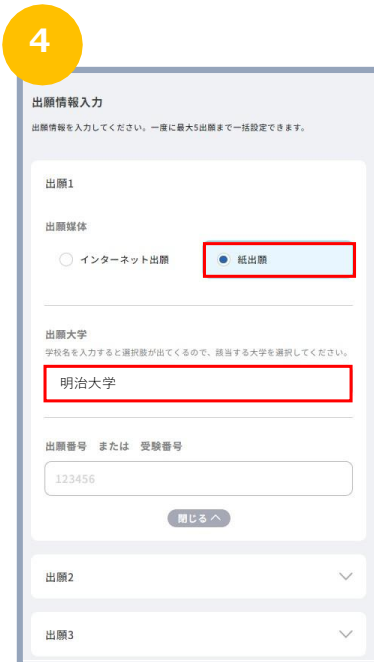 4
出願情報入力
出願情報を入力してください。一度に最大5出願まで一括設定できます。
出願1
出願媒体
インターネット出願
紙出願
出願大学
学校名を入力すると選択肢が出てくるので、該当する大学を選択してください。
明治大学
出願番号　または　受験番号
123456
閉じる
出願2
出願3